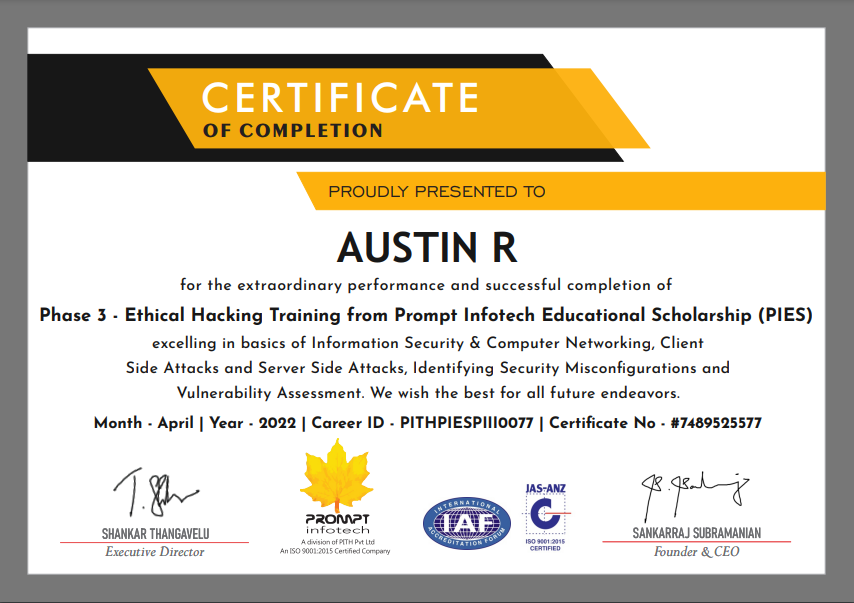 CERTIFICATE
OF COMPLETION
PROUDLY PRESENTED TO
AUSTIN R
for the extraordinary performance and successful completion of
Phase 3 - Ethical Hacking Training from Prompt Infotech Educational Scholarship (PIES)
excelling in basics of Information Security & Computer Networking, Client
Side Attacks and Server Side Attacks, Identifying Security Misconfigurations and
Vulnerability Assessment. We wish the best for all future endeavors.
Month - April | Year - 2022 | Career ID - PITHPIESPIII0077 | Certificate No - #7489525577
SHANKAR THANGAVELU
Executive Director
PROMPT
infotech
A division of PITH Pvt Ltd
An ISO 9001:2015 Certified Company
INTERNATIONAL
IAF
ACCREDITATION FORUM
JAS-ANZ
C
ISO 9001:2015
CERTIFIED
SANKARRAJ SUBRAMANIAN
Founder & CEO